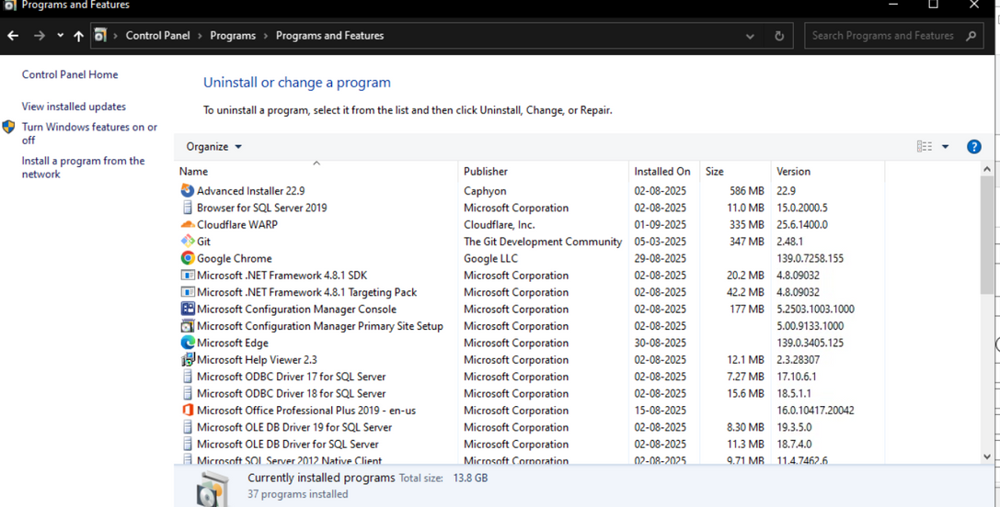 Programs and Features
Control Panel > Programs > Programs and Features
Search Programs and Features
Control Panel Home
View installed updates
Turn Windows features on or
off
Install a program from the
network
Uninstall or change a program
To uninstall a program, select it from the list and then click Uninstall, Change, or Repair.
Organize
Name Publisher Installed On Size Version
Advanced Installer 22.9 Caphyon 02-08-2025 586 MB 22.9
Browser for SQL Server 2019 Microsoft Corporation 02-08-2025 11.0 MB 15.0.2000.5
Cloudflare WARP Cloudflare, Inc. 01-09-2025 335 MB 25.6.1400.0
Git The Git Development Community 05-03-2025 347 MB 2.48.1
Google Chrome Google LLC 29-08-2025 139.0.7258.155
Microsoft .NET Framework 4.8.1 SDK Microsoft Corporation 02-08-2025 20.2 MB 4.8.09032
Microsoft .NET Framework 4.8.1 Targeting Pack Microsoft Corporation 02-08-2025 42.2 MB 4.8.09032
Microsoft Configuration Manager Console Microsoft Corporation 02-08-2025 177 MB 5.2503.1003.1000
Microsoft Configuration Manager Primary Site Setup Microsoft Corporation 02-08-2025 5.00.9133.1000
Microsoft Edge Microsoft Corporation 30-08-2025 139.0.3405.125
Microsoft Help Viewer 2.3 Microsoft Corporation 02-08-2025 12.1 MB 2.3.28307
Microsoft ODBC Driver 17 for SQL Server Microsoft Corporation 02-08-2025 7.27 MB 17.10.6.1
Microsoft ODBC Driver 18 for SQL Server Microsoft Corporation 02-08-2025 15.6 MB 18.5.1.1
Microsoft Office Professional Plus 2019 - en-us Microsoft Corporation 15-08-2025 16.0.10417.20042
Microsoft OLE DB Driver 19 for SQL Server Microsoft Corporation 02-08-2025 8.30 MB 19.3.5.0
Microsoft OLE DB Driver for SQL Server Microsoft Corporation 02-08-2025 11.3 MB 18.7.4.0
Microsoft SQL Server 2012 Native Client Microsoft Corporation 02-08-2025 9.71 MB 11.4.7462.6
Currently installed programs Total size: 13.8 GB
37 programs installed